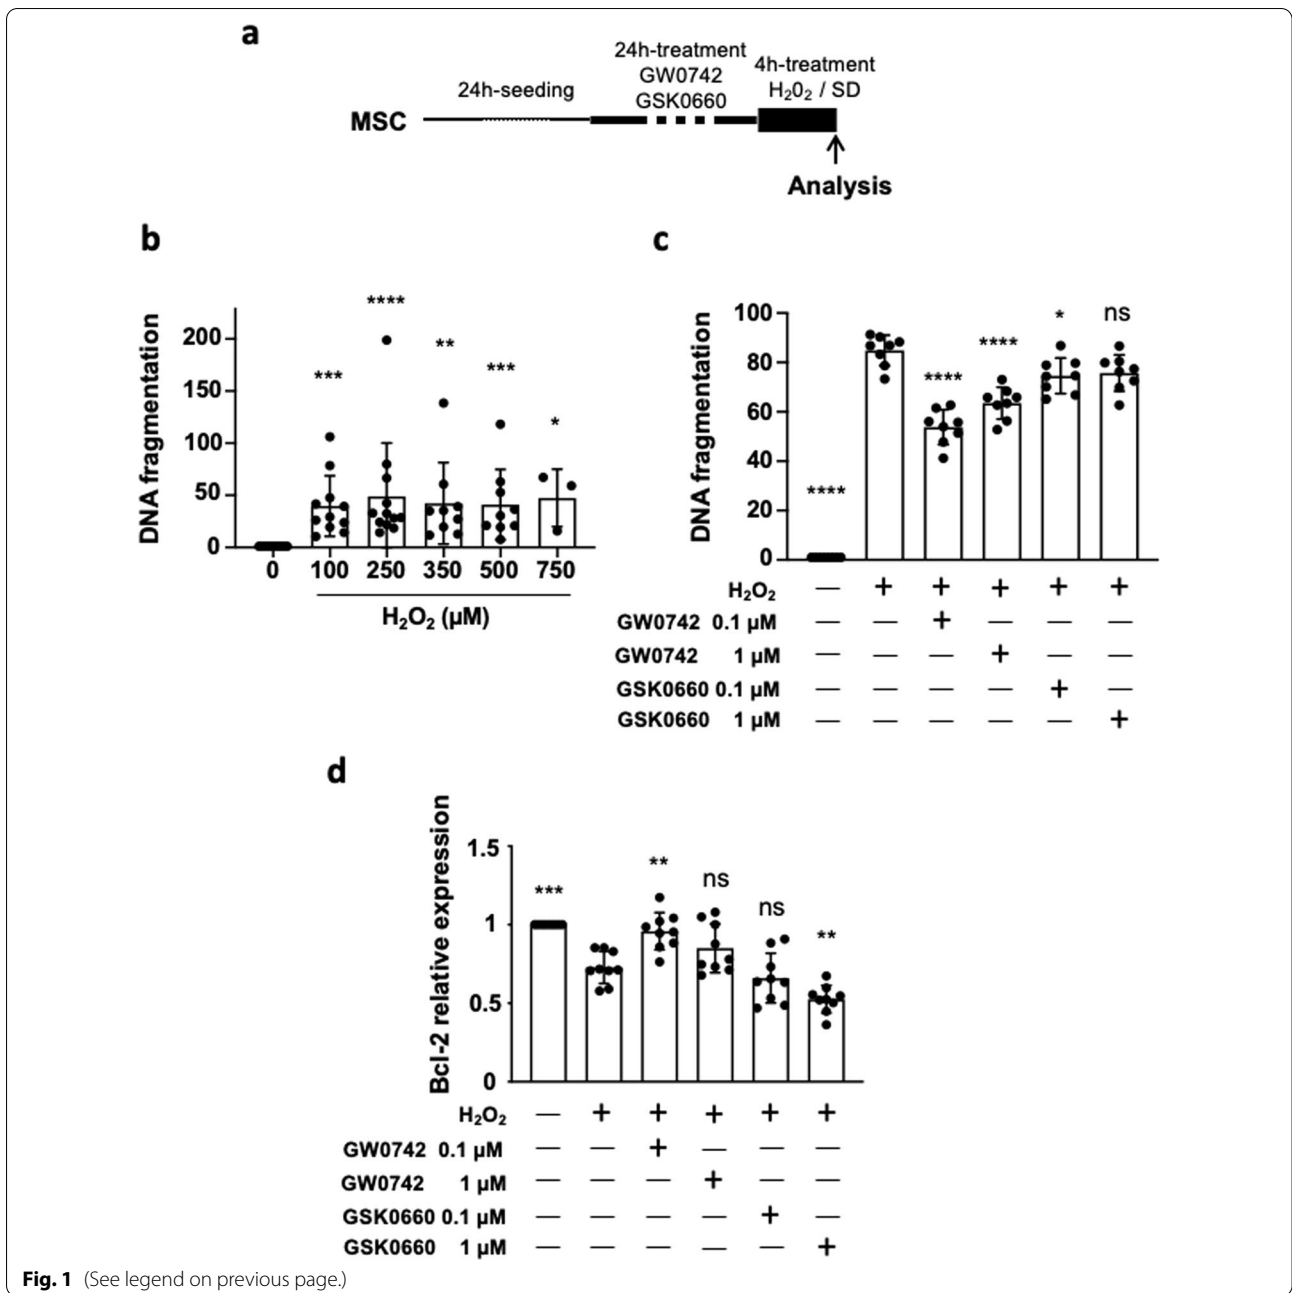 a
24h-seeding
24h-treatment
GW0742
GSK0660
4h-treatment
H₂0₂ / SD
MSC
Analysis
b
DNA fragmentation
200
150
100
50
0
***
****
**
***
*
0 100 250 350 500 750
H₂O₂ (µM)
c
DNA fragmentation
100
80
60
40
20
0
****
****
****
*
ns
H₂O₂ — + + + + +
GW0742 0.1 µM — — + — — —
GW0742 1 µM — — — + — —
GSK0660 0.1 µM — — — — + —
GSK0660 1 µM — — — — — +
d
Bcl-2 relative expression
1.5
1
0.5
0
***
**
ns
ns
**
H₂O₂ — + + + + +
GW0742 0.1 µM — — + — — —
GW0742 1 µM — — — + — —
GSK0660 0.1 µM — — — — + —
GSK0660 1 µM — — — — — +
Fig. 1 (See legend on previous page.)